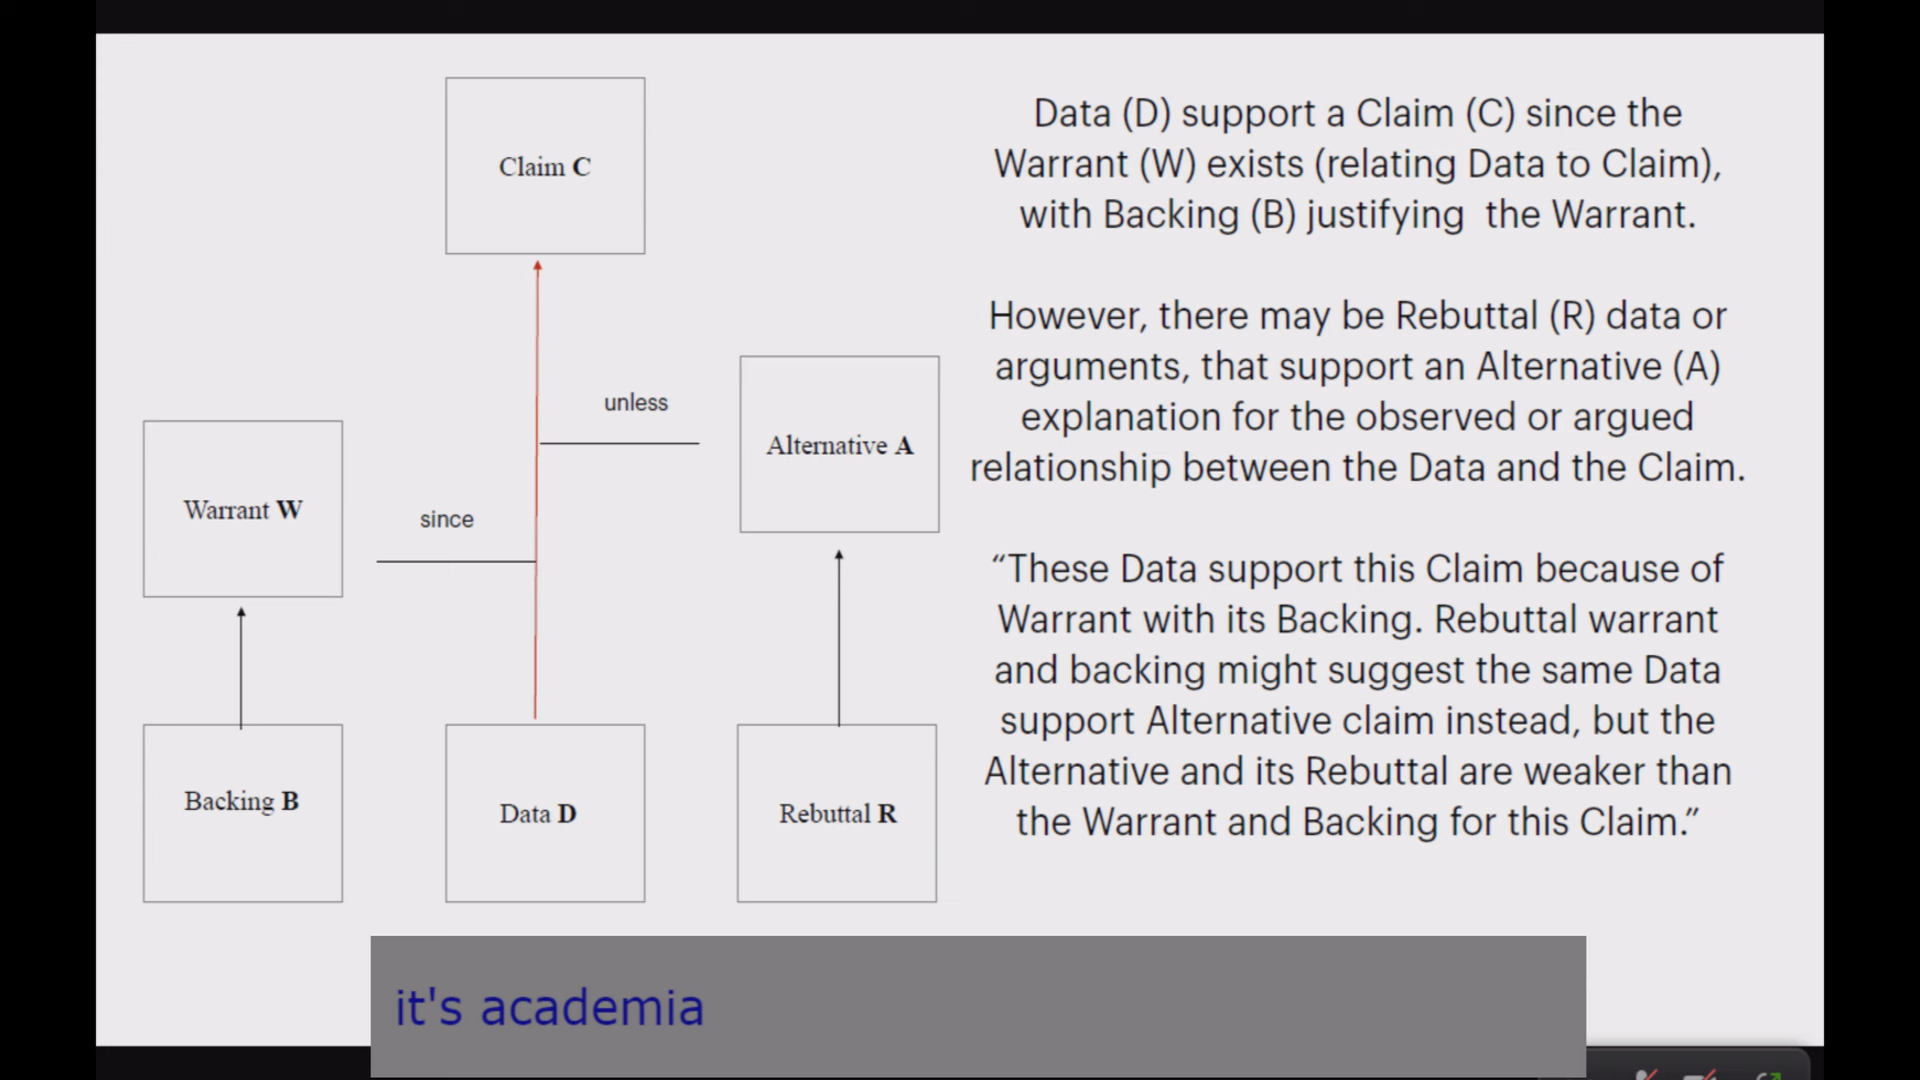 Claim C
unless
Alternative A
Warrant W
since
Backing B
Data D
Rebuttal R
Data (D) support a Claim (C) since the
Warrant (W) exists (relating Data to Claim),
with Backing (B) justifying the Warrant.
However, there may be Rebuttal (R) data or
arguments, that support an Alternative (A)
explanation for the observed or argued
relationship between the Data and the Claim.
“These Data support this Claim because of
Warrant with its Backing. Rebuttal warrant
and backing might suggest the same Data
support Alternative claim instead, but the
Alternative and its Rebuttal are weaker than
the Warrant and Backing for this Claim.”
it's academia